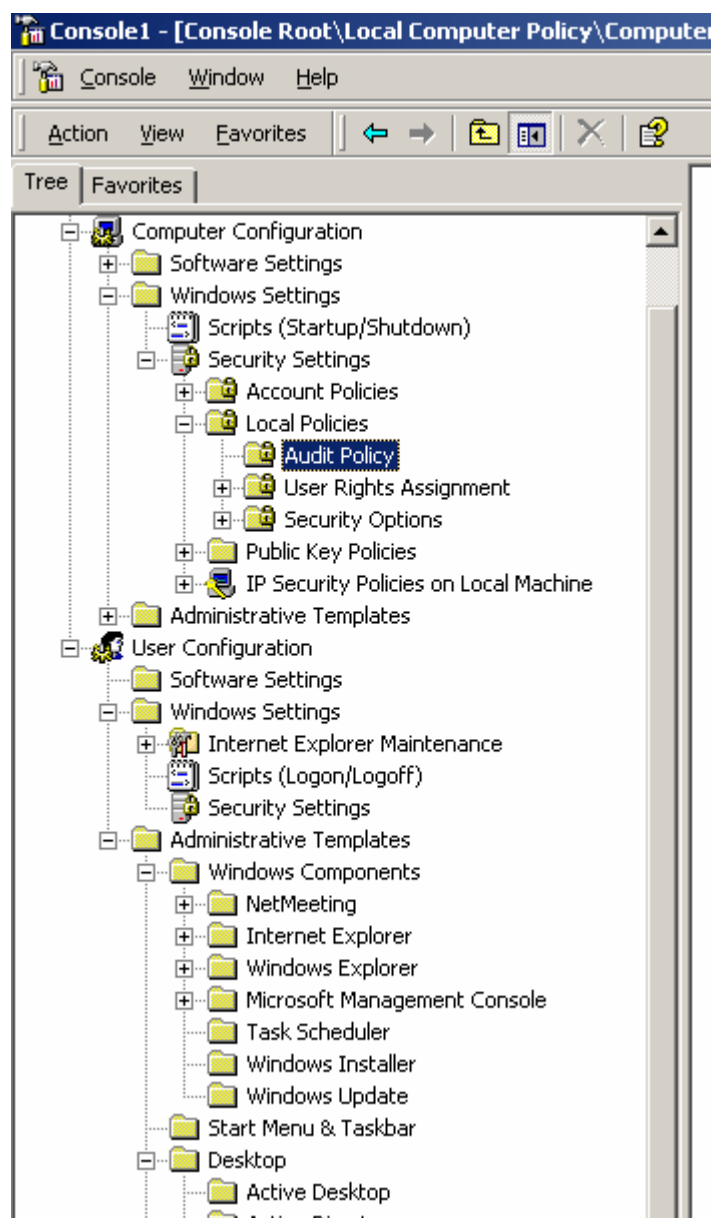 Console1 - [Console Root\Local Computer Policy\Computer
Console Window Help
Action View Favorites
Tree Favorites
Computer Configuration
Software Settings
Windows Settings
Scripts (Startup/Shutdown)
Security Settings
Account Policies
Local Policies
Audit Policy
User Rights Assignment
Security Options
Public Key Policies
IP Security Policies on Local Machine
Administrative Templates
User Configuration
Software Settings
Windows Settings
Internet Explorer Maintenance
Scripts (Logon/Logoff)
Security Settings
Administrative Templates
Windows Components
NetMeeting
Internet Explorer
Windows Explorer
Microsoft Management Console
Task Scheduler
Windows Installer
Windows Update
Start Menu & Taskbar
Desktop
Active Desktop